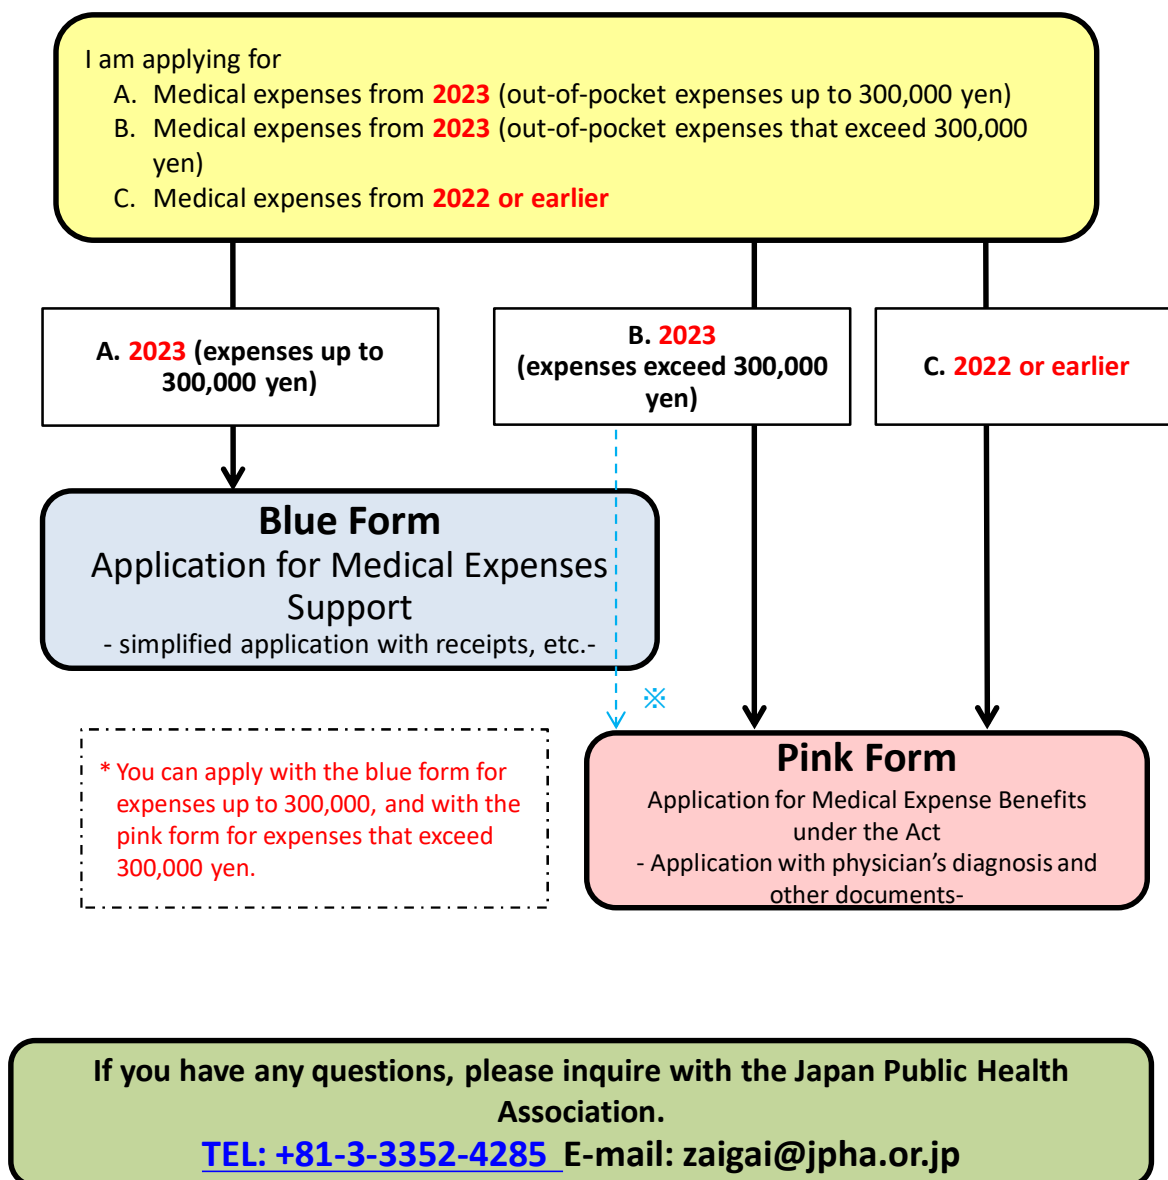 I am applying for
A. Medical expenses from 2023 (out-of-pocket expenses up to 300,000 yen)
B. Medical expenses from 2023 (out-of-pocket expenses that exceed 300,000
yen)
C. Medical expenses from 2022 or earlier
A. 2023 (expenses up to
300,000 yen)
B. 2023
(expenses exceed 300,000
yen)
C. 2022 or earlier
Blue Form
Application for Medical Expenses
Support
- simplified application with receipts, etc.-
※
* You can apply with the blue form for
expenses up to 300,000, and with the
pink form for expenses that exceed
300,000 yen.
Pink Form
Application for Medical Expense Benefits
under the Act
- Application with physician’s diagnosis and
other documents-
If you have any questions, please inquire with the Japan Public Health
Association.
TEL: +81-3-3352-4285 E-mail: zaigai@jpha.or.jp